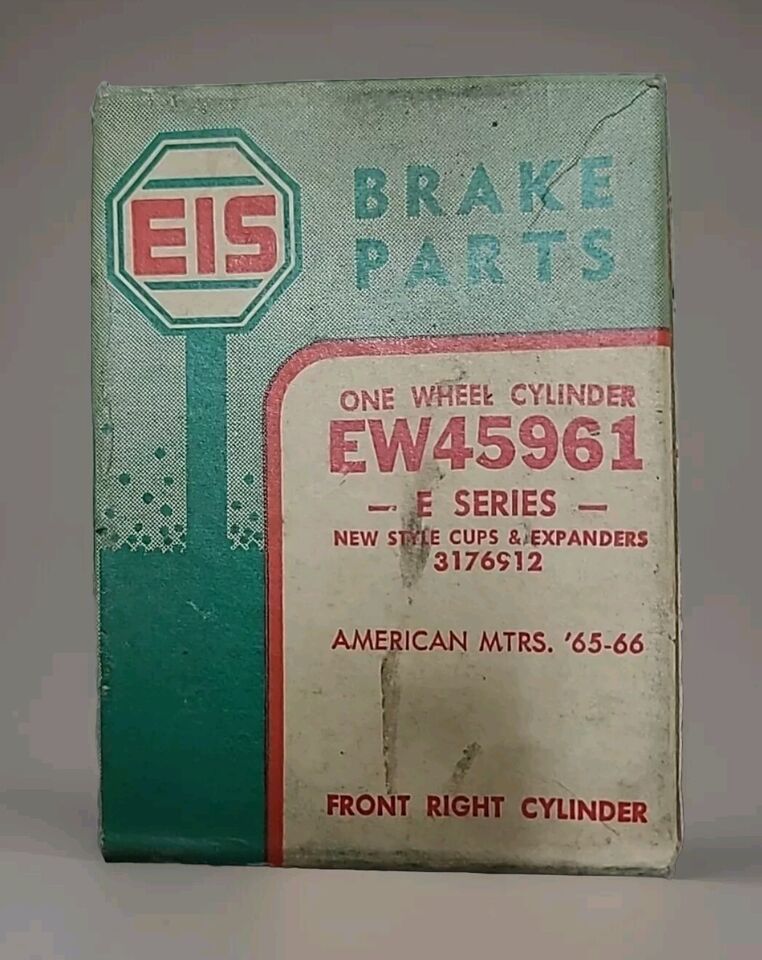 EIS
BRAKE
PARTS
ONE WHEEL CYLINDER
EW45961
— E SERIES —
NEW STYLE CUPS & EXPANDERS
3176912
AMERICAN MTRS. '65-66
FRONT RIGHT CYLINDER